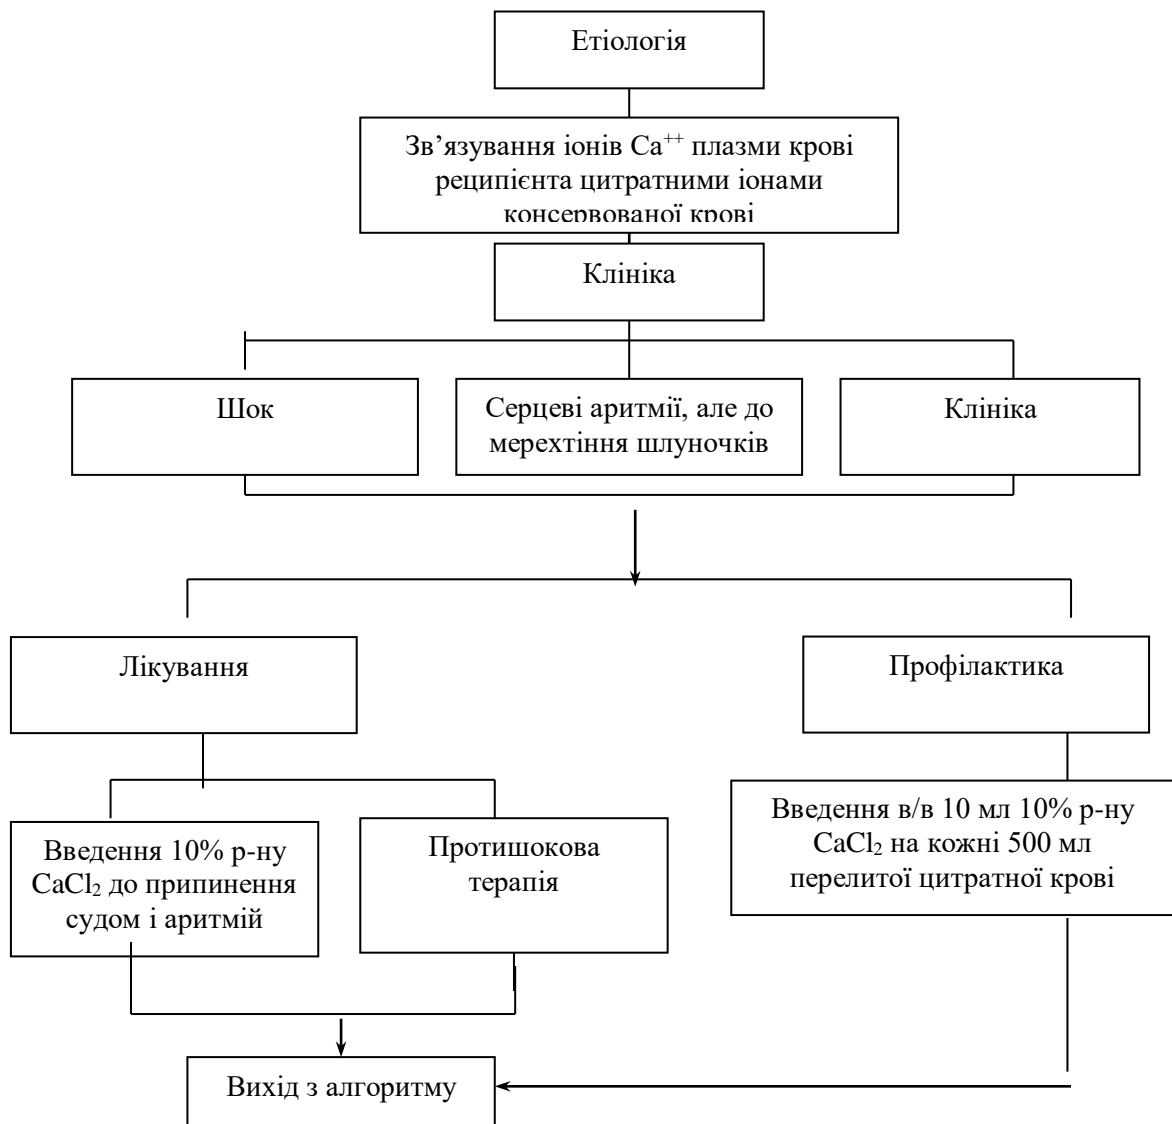 Етіологія
Зв’язування іонів Ca⁺⁺ плазми крові
реципієнта цитратними іонами
консервованої крові
Клініка
Шок
Серцеві аритмії, але до
мерехтіння шлуночків
Клініка
Лікування
Профілактика
Введення 10% р-ну
CaCl₂ до припинення
судом і аритмій
Протишокова
терапія
Введення в/в 10 мл 10% р-ну
CaCl₂ на кожні 500 мл
перелитої цитратної крові
Вихід з алгоритму